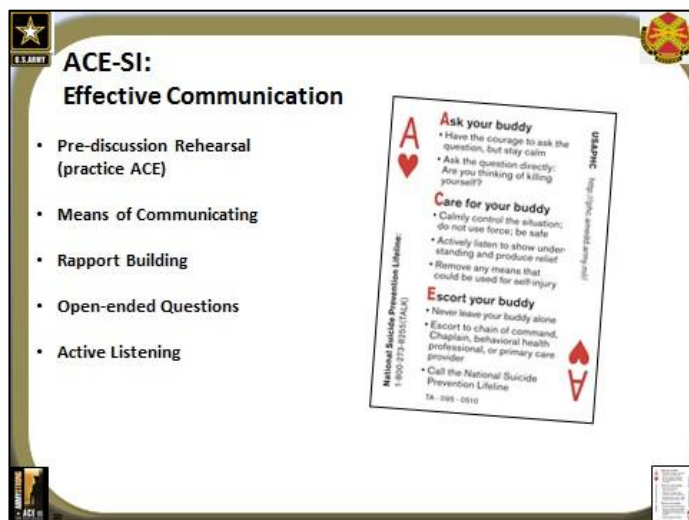 U.S.ARMY
ACE-SI:
Effective Communication
• Pre-discussion Rehearsal
(practice ACE)
• Means of Communicating
• Rapport Building
• Open-ended Questions
• Active Listening
A
Ask your buddy
• Have the courage to ask the
question, but stay calm
• Ask the question directly:
Are you thinking of killing
yourself?
Care for your buddy
• Calmly control the situation;
do not use force; be safe
• Actively listen to show under-
standing and produce relief
• Remove any means that
could be used for self-injury
Escort your buddy
• Never leave your buddy alone
• Escort to chain of command,
Chaplain, behavioral health
professional, or primary care
provider
• Call the National Suicide
Prevention Lifeline
TA - 095 - 0510
National Suicide Prevention Lifeline:
1-800-273-8255(TALK)
USAPHC
A
ARMY STRONG
ACE